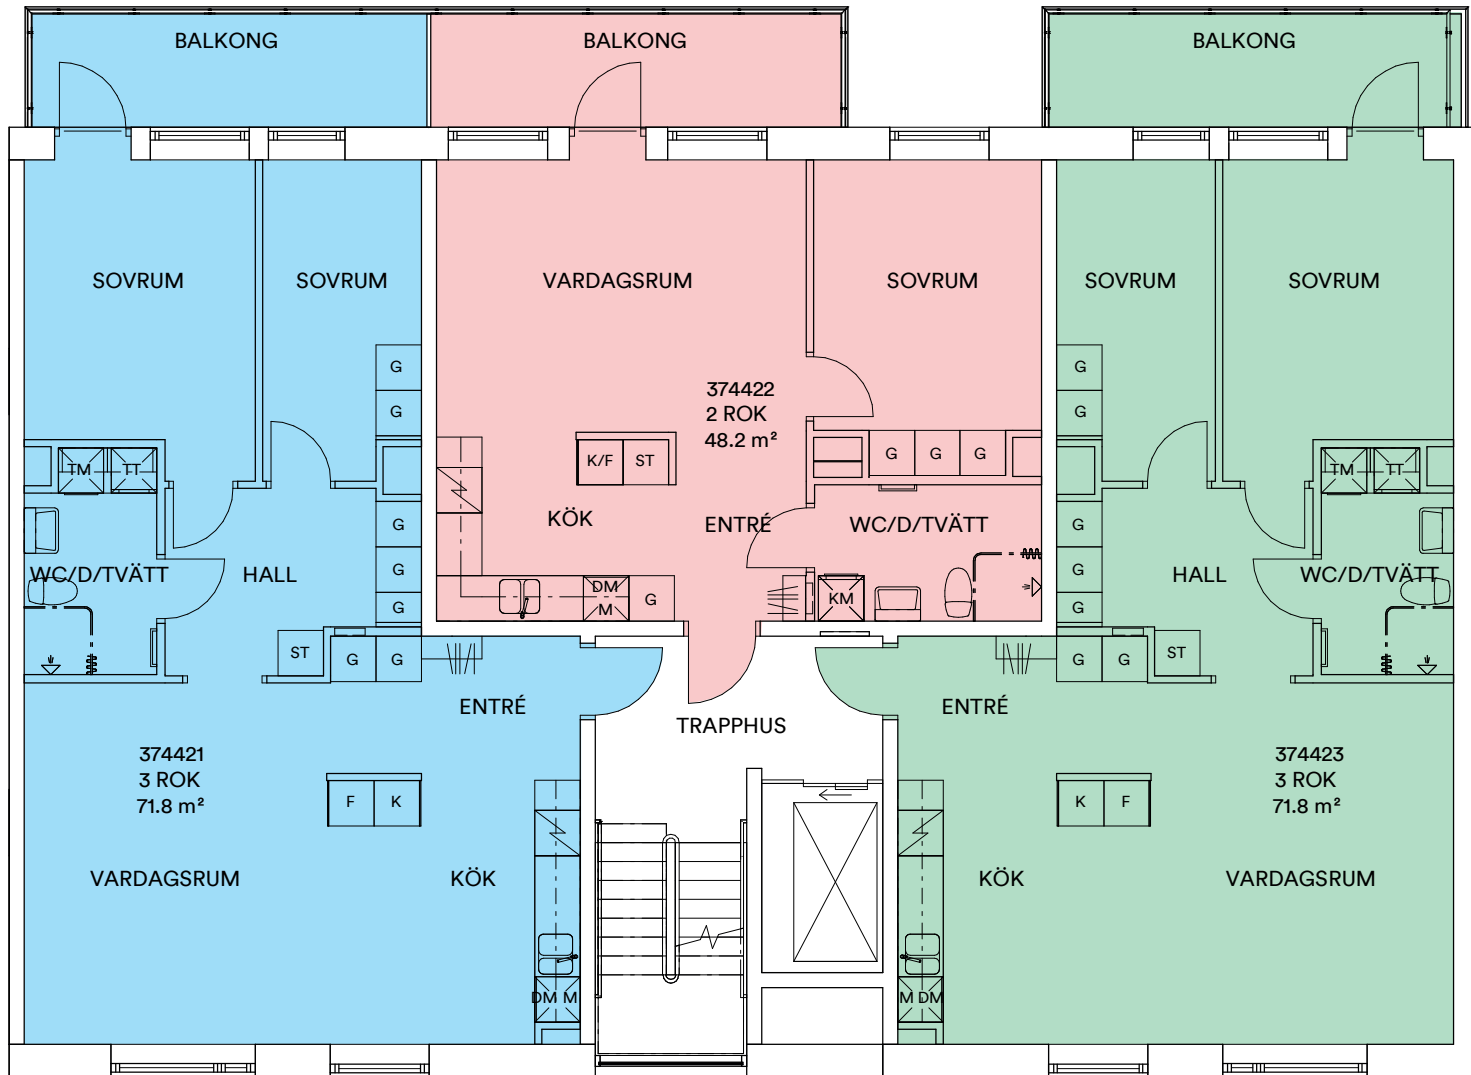 BALKONG
BALKONG
BALKONG
SOVRUM
SOVRUM
VARDAGSRUM
SOVRUM
SOVRUM
SOVRUM
G
G
G
G
374422
2 ROK
48.2 m²
K/F
ST
G
G
G
TM
TT
TM
TT
KÖK
ENTRÉ
WC/D/TVÄTT
G
G
WC/D/TVÄTT
HALL
G
G
HALL
WC/D/TVÄTT
DM
M
G
KM
G
G
ST
G
G
G
G
ST
ENTRÉ
TRAPPHUS
ENTRÉ
374421
3 ROK
71.8 m²
374423
3 ROK
71.8 m²
F
K
K
F
VARDAGSRUM
KÖK
KÖK
VARDAGSRUM
DM M
M DM